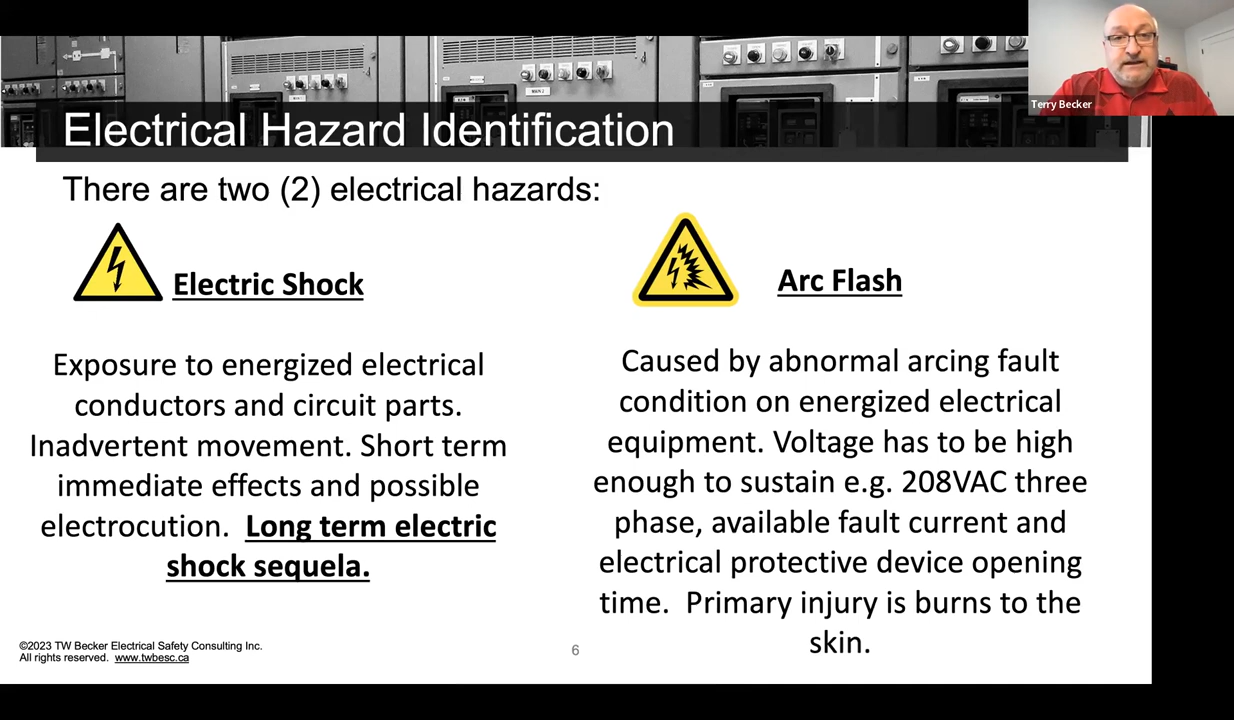 Terry Becker
MAIN 2
Electrical Hazard Identification
There are two (2) electrical hazards:
Electric Shock
Exposure to energized electrical
conductors and circuit parts.
Inadvertent movement. Short term
immediate effects and possible
electrocution. Long term electric
shock sequela.
Arc Flash
Caused by abnormal arcing fault
condition on energized electrical
equipment. Voltage has to be high
enough to sustain e.g. 208VAC three
phase, available fault current and
electrical protective device opening
time. Primary injury is burns to the
skin.
©2023 TW Becker Electrical Safety Consulting Inc.
All rights reserved. www.twbesc.ca
6